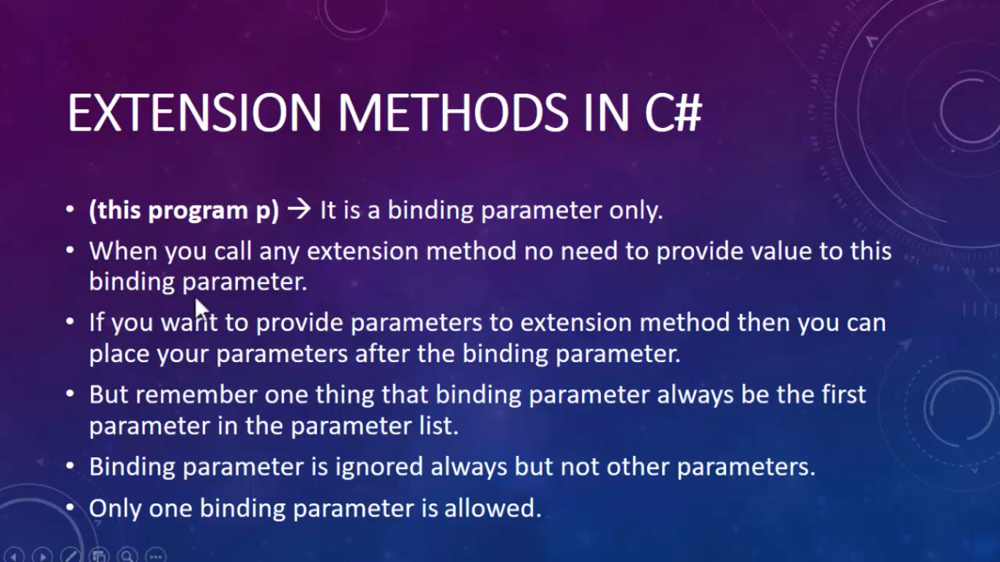 EXTENSION METHODS IN C#
• (this program p) → It is a binding parameter only.
• When you call any extension method no need to provide value to this
binding parameter.
• If you want to provide parameters to extension method then you can
place your parameters after the binding parameter.
• But remember one thing that binding parameter always be the first
parameter in the parameter list.
• Binding parameter is ignored always but not other parameters.
• Only one binding parameter is allowed.